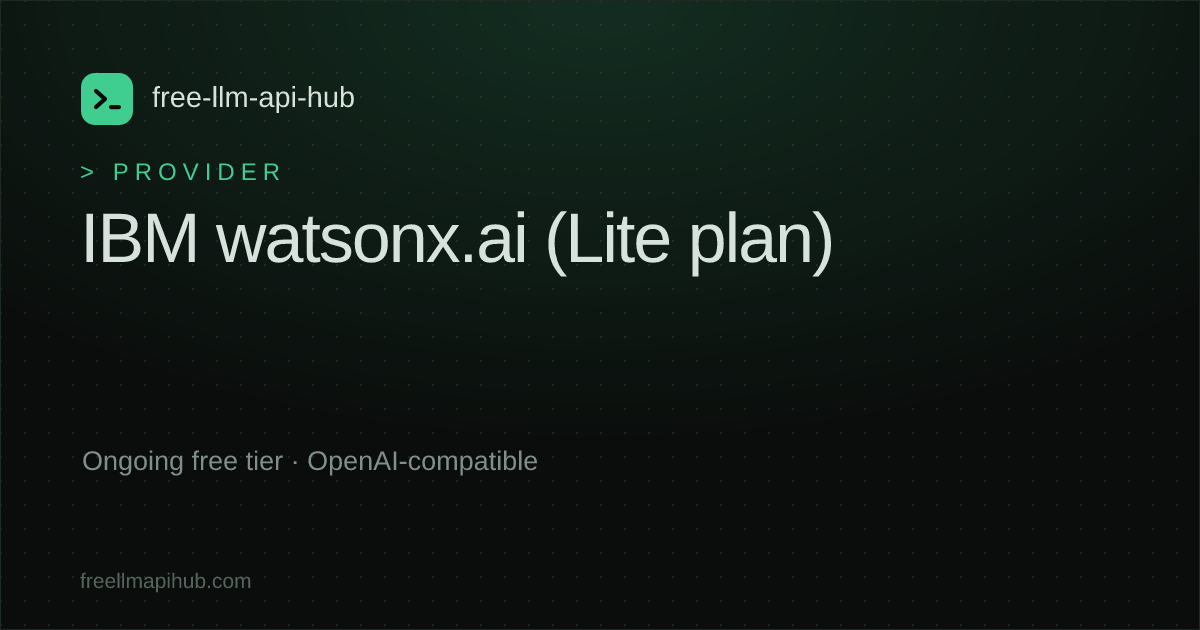 free-llm-api-hub
> PROVIDER
IBM watsonx.ai (Lite plan)
Ongoing free tier · OpenAI-compatible
freellmapihub.com